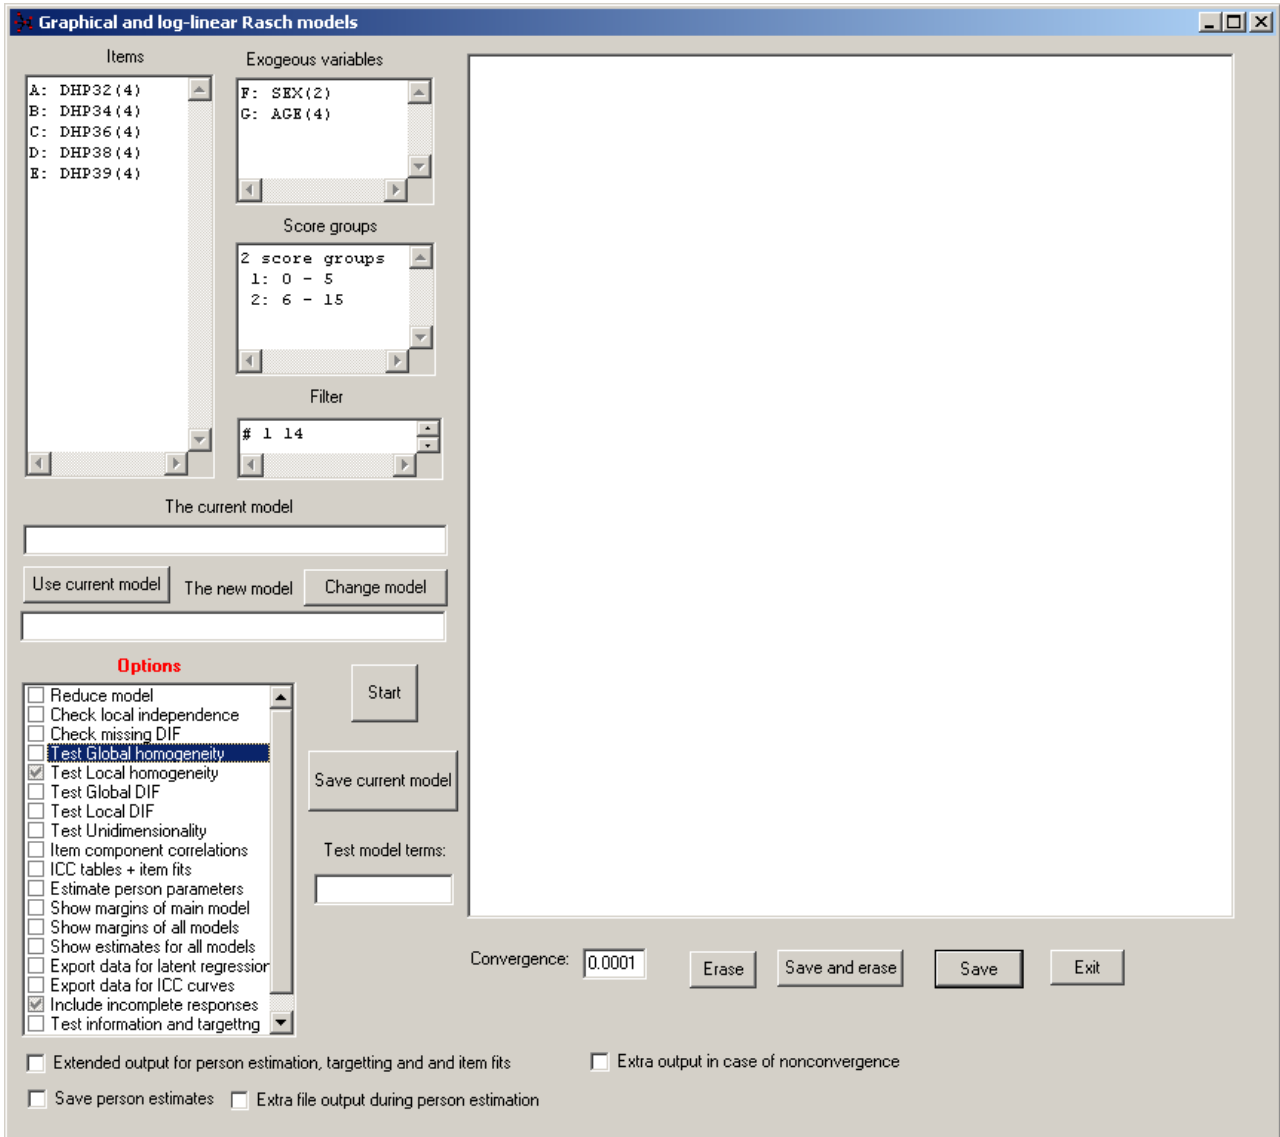 Graphical and log-linear Rasch models
Items
A: DHP32(4)
B: DHP34(4)
C: DHP36(4)
D: DHP38(4)
E: DHP39(4)
Exogeous variables
F: SEX(2)
G: AGE(4)
Score groups
2 score groups
1: 0 - 5
2: 6 - 15
Filter
# 1 14
The current model
Use current model
The new model
Change model
Options
Reduce model
Check local independence
Check missing DIF
Test Global homogeneity
Test Local homogeneity
Test Global DIF
Test Local DIF
Test Unidimensionality
Item component correlations
ICC tables + item fits
Estimate person parameters
Show margins of main model
Show margins of all models
Show estimates for all models
Export data for latent regression
Export data for ICC curves
Include incomplete responses
Test information and targettng
Start
Save current model
Test model terms:
Convergence:
0.0001
Erase
Save and erase
Save
Exit
Extended output for person estimation, targetting and and item fits
Extra output in case of nonconvergence
Save person estimates
Extra file output during person estimation